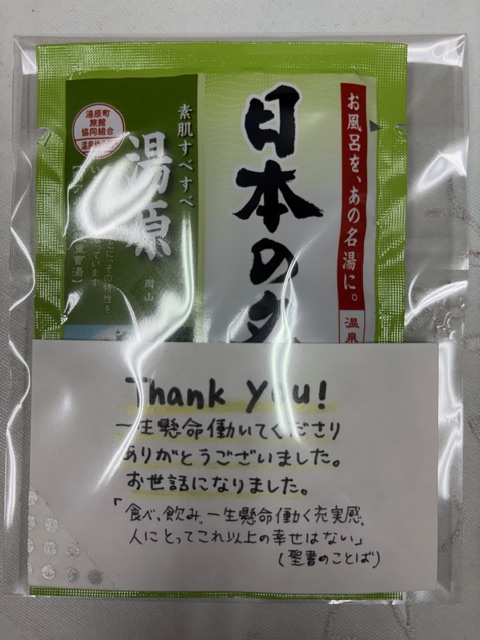 お風呂を、あの名湯に。
温泉
日本の名
素肌すべすべ
湯原
岡山
湯原町
旅館
協同組合
Thank You!
一生懸命働いてくださり
ありがとうございました。
お世話になりました。
「食べ、飲み、一生懸命働く充実感、
人にとってこれ以上の幸せはない」
(聖書のことば)